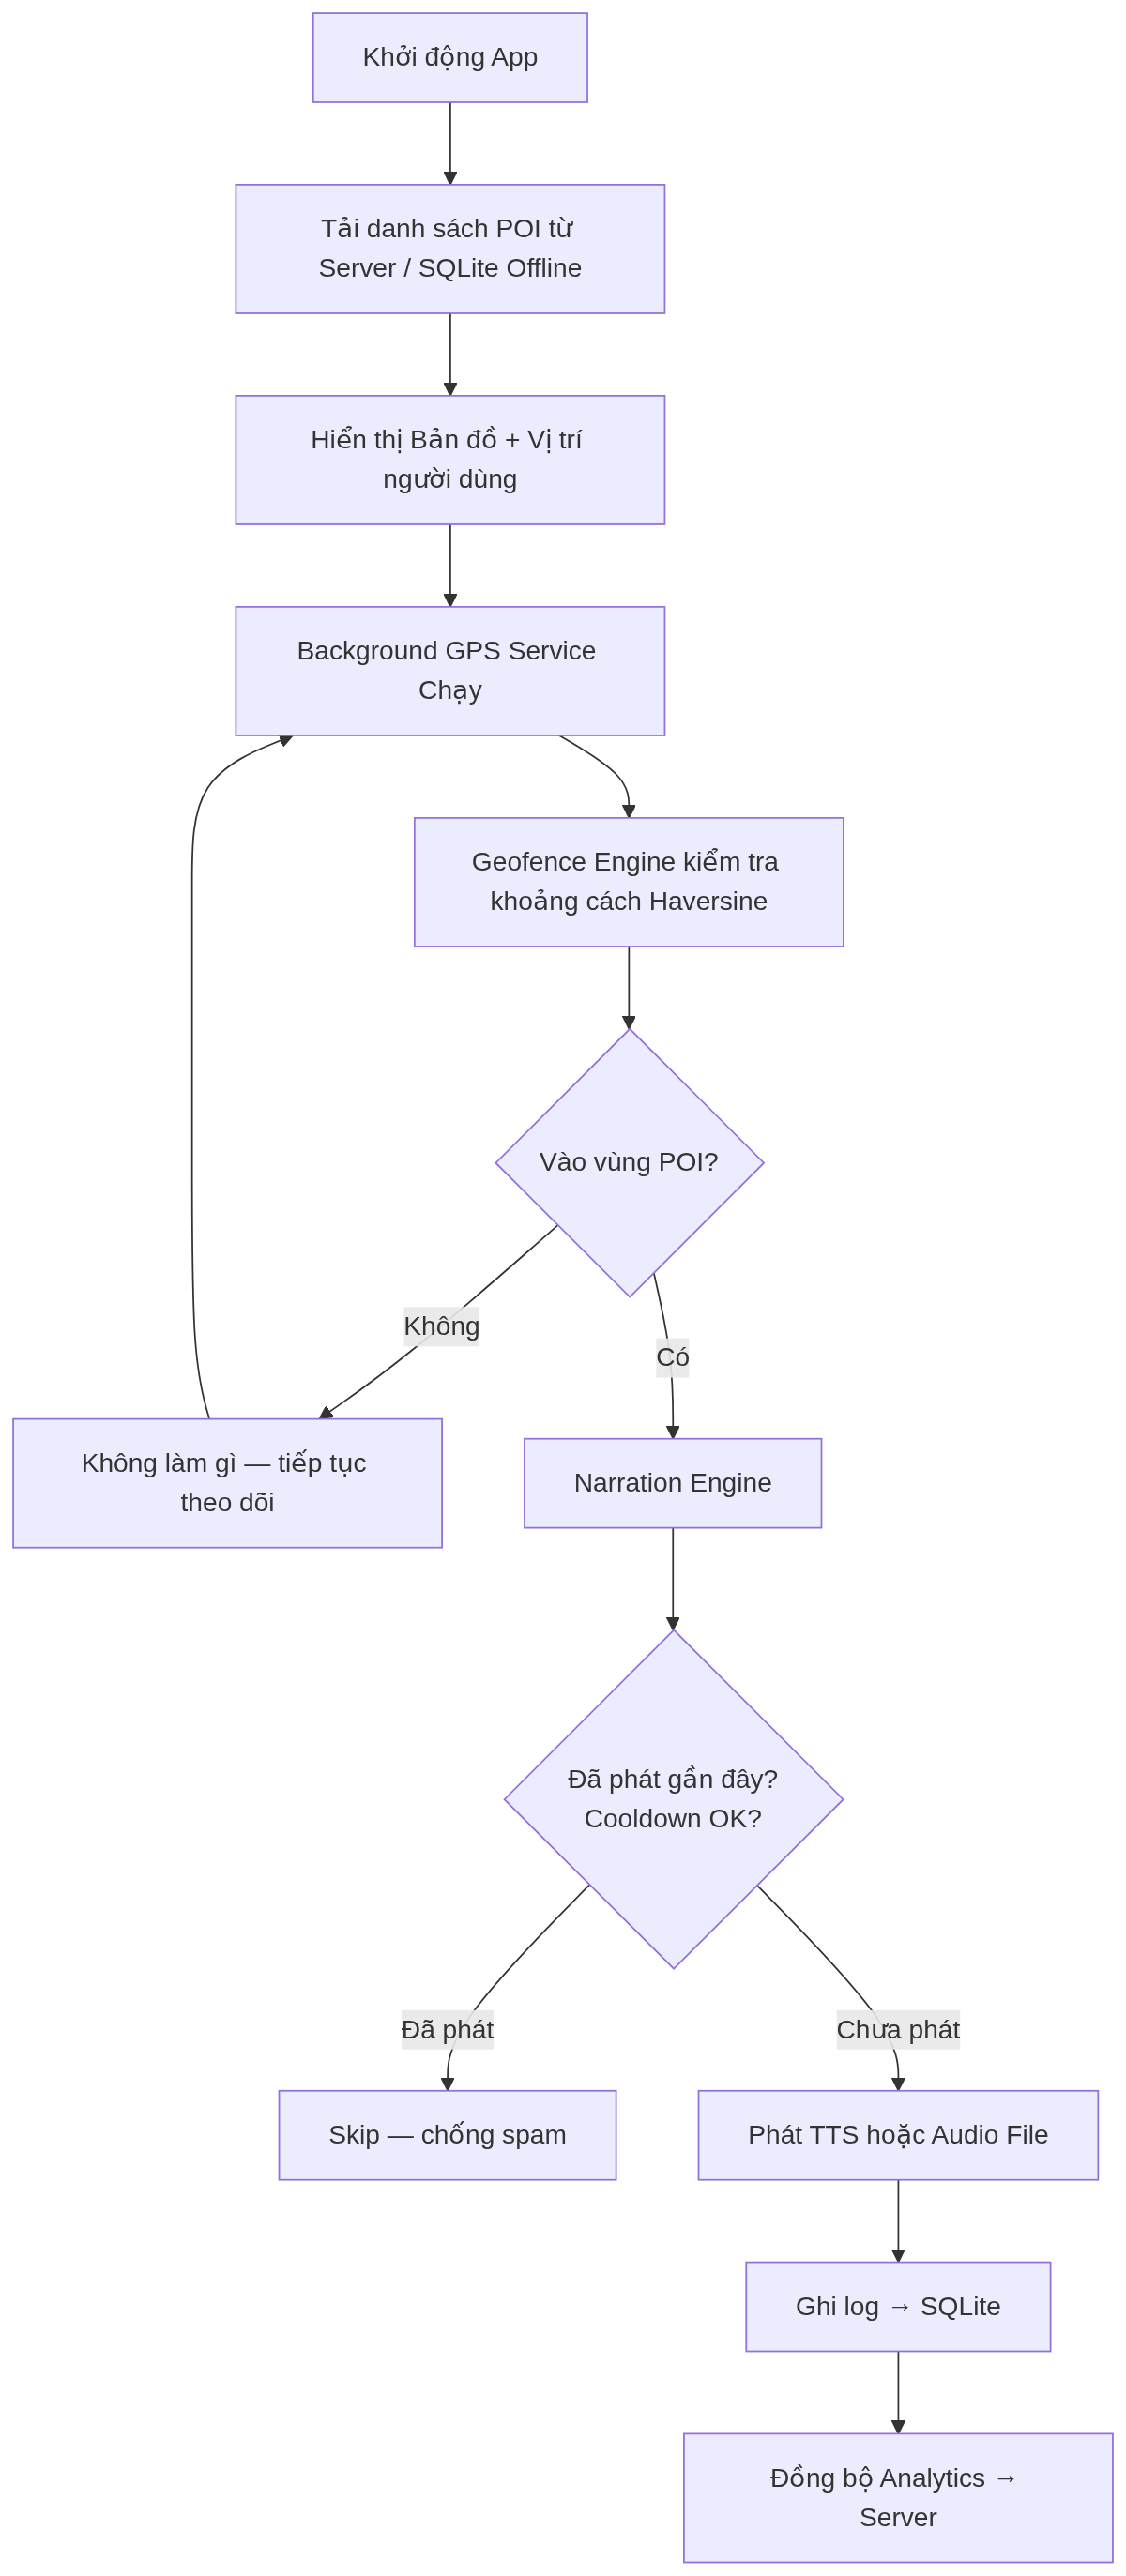 Khởi động App
Tải danh sách POI từ
Server / SQLite Offline
Hiển thị Bản đồ + Vị trí
người dùng
Background GPS Service
Chạy
Geofence Engine kiểm tra
khoảng cách Haversine
Vào vùng POI?
Không
Có
Không làm gì — tiếp tục
theo dõi
Narration Engine
Đã phát gần đây?
Cooldown OK?
Đã phát
Chưa phát
Skip — chống spam
Phát TTS hoặc Audio File
Ghi log → SQLite
Đồng bộ Analytics →
Server